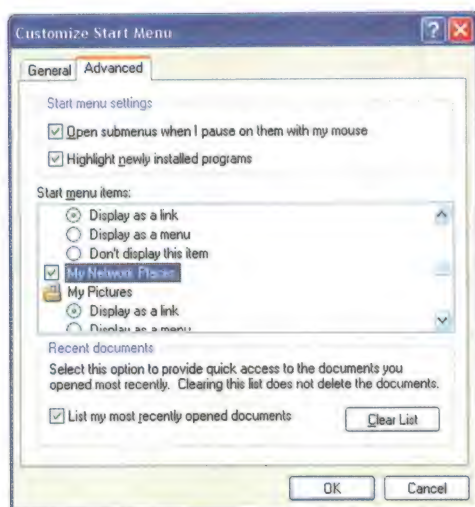 Customize Start Menu
General Advanced
Start menu settings
Open submenus when I pause on them with my mouse
Highlight newly installed programs
Start menu items:
Display as a link
Display as a menu
Don't display this item
My Network Places
My Pictures
Display as a link
Display as a menu
Recent documents
Select this option to provide quick access to the documents you
opened most recently. Clearing this list does not delete the documents.
List my most recently opened documents Clear List
OK Cancel